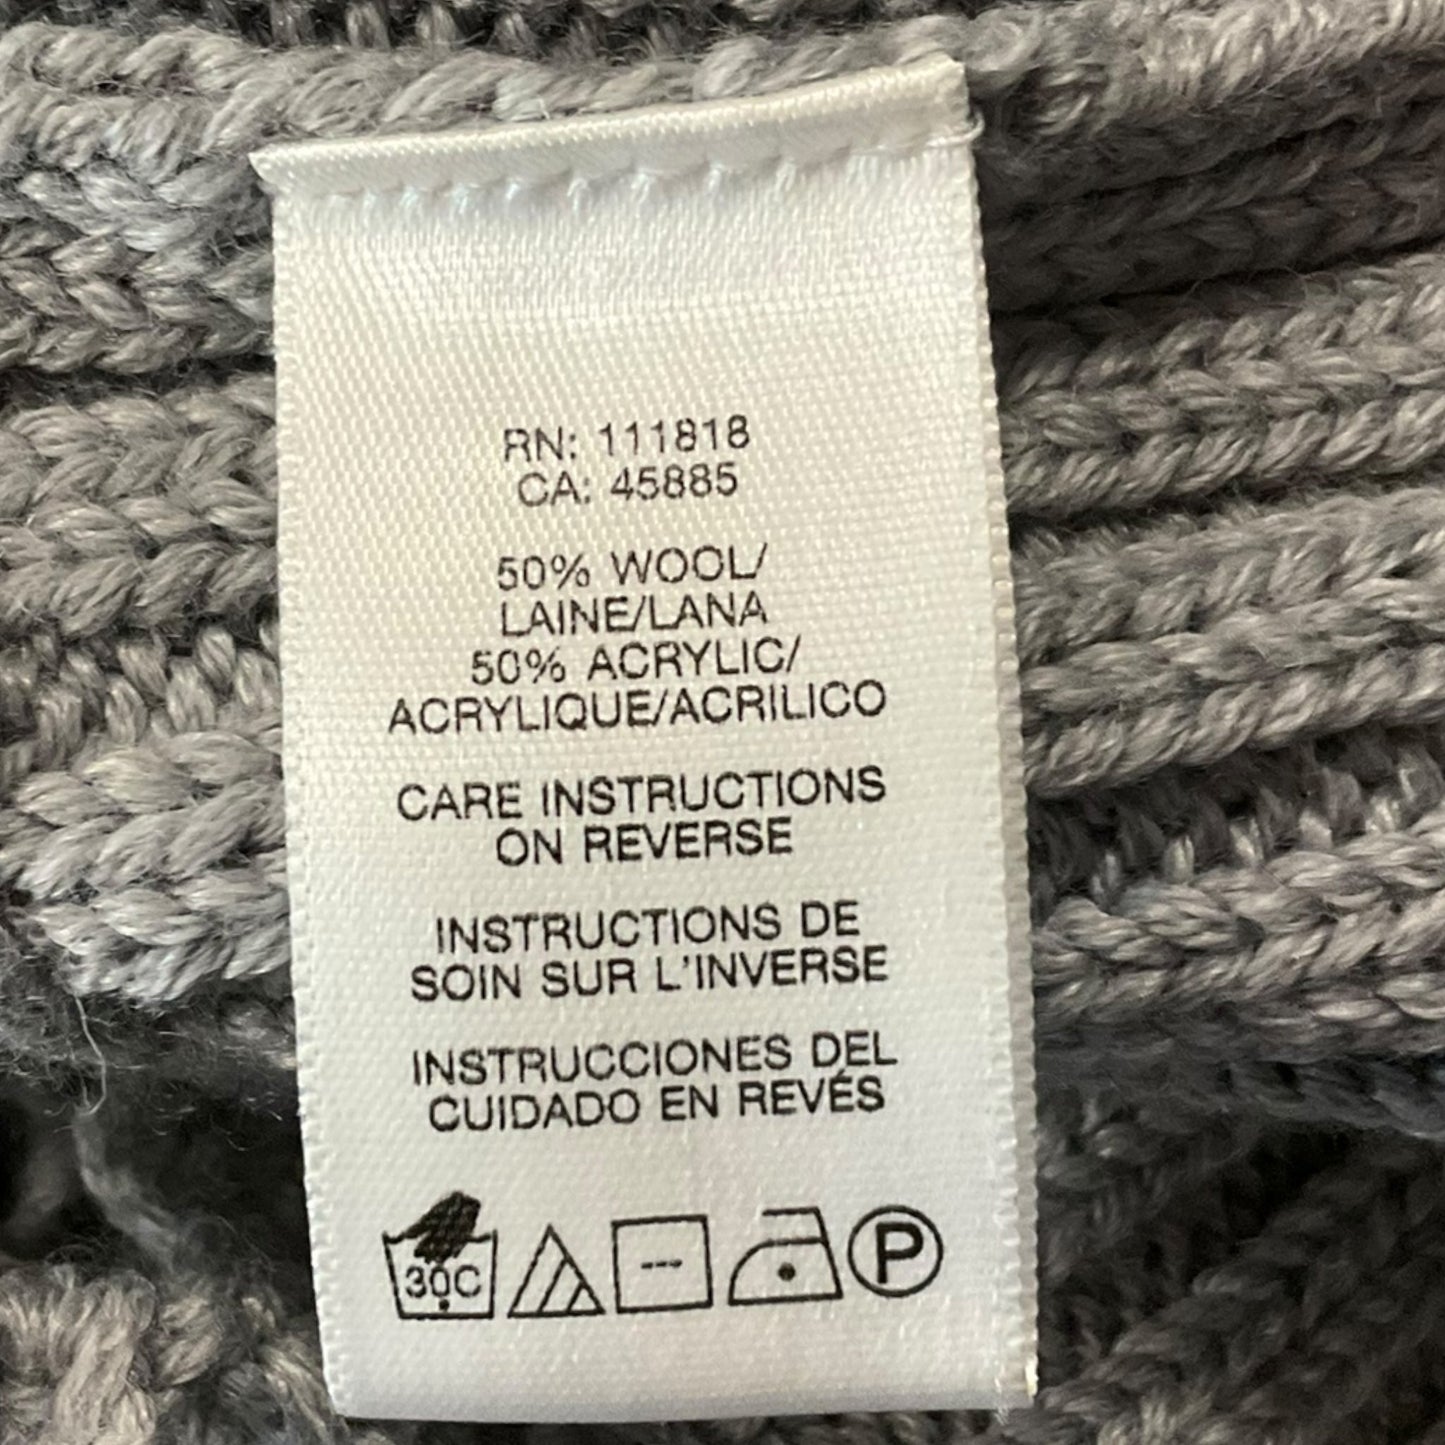 RN: 111818
CA: 45885
50% WOOL/
LAINE/LANA
50% ACRYLIC/
ACRYLIQUE/ACRILICO
CARE INSTRUCTIONS
ON REVERSE
INSTRUCTIONS DE
SOIN SUR L'INVERSE
INSTRUCCIONES DEL
CUIDADO EN REVÉS
30C P